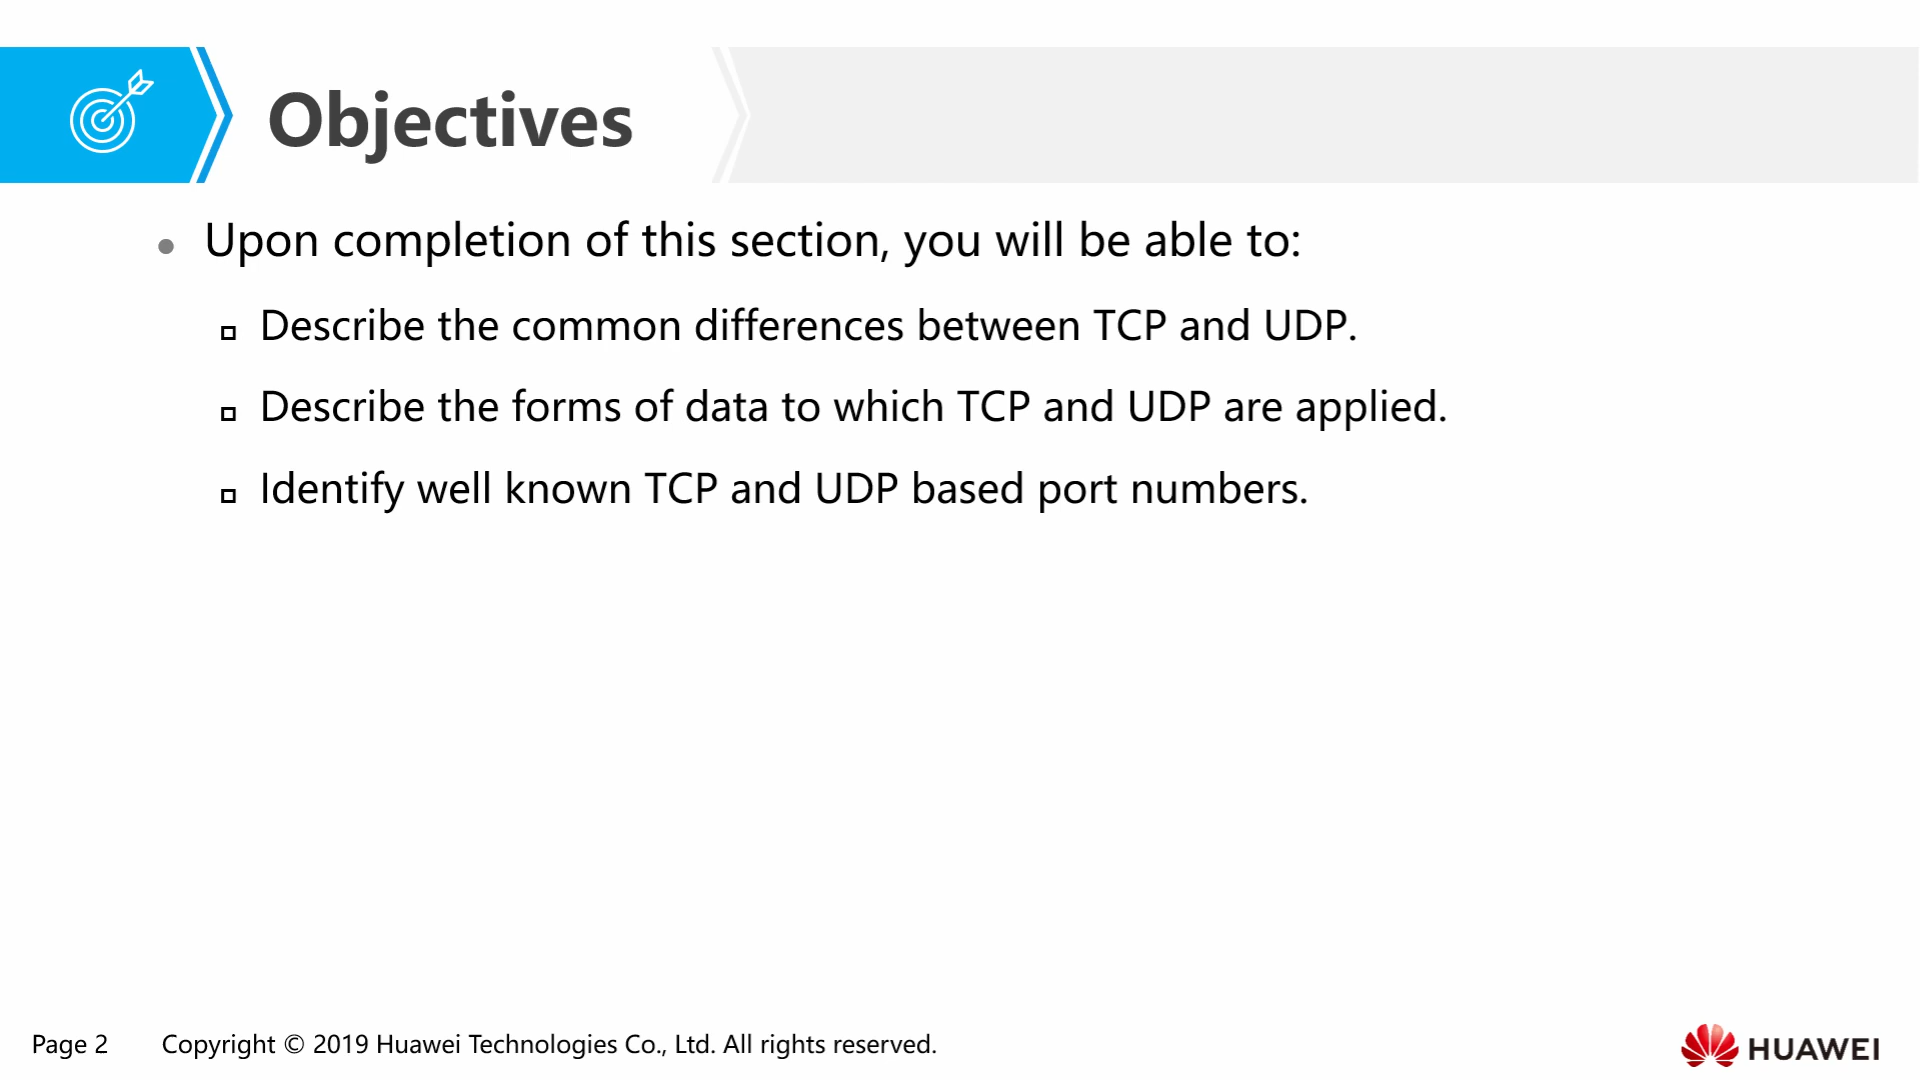 Objectives
Upon completion of this section, you will be able to:
Describe the common differences between TCP and UDP.
Describe the forms of data to which TCP and UDP are applied.
Identify well known TCP and UDP based port numbers.
Page 2 Copyright © 2019 Huawei Technologies Co., Ltd. All rights reserved.
HUAWEI